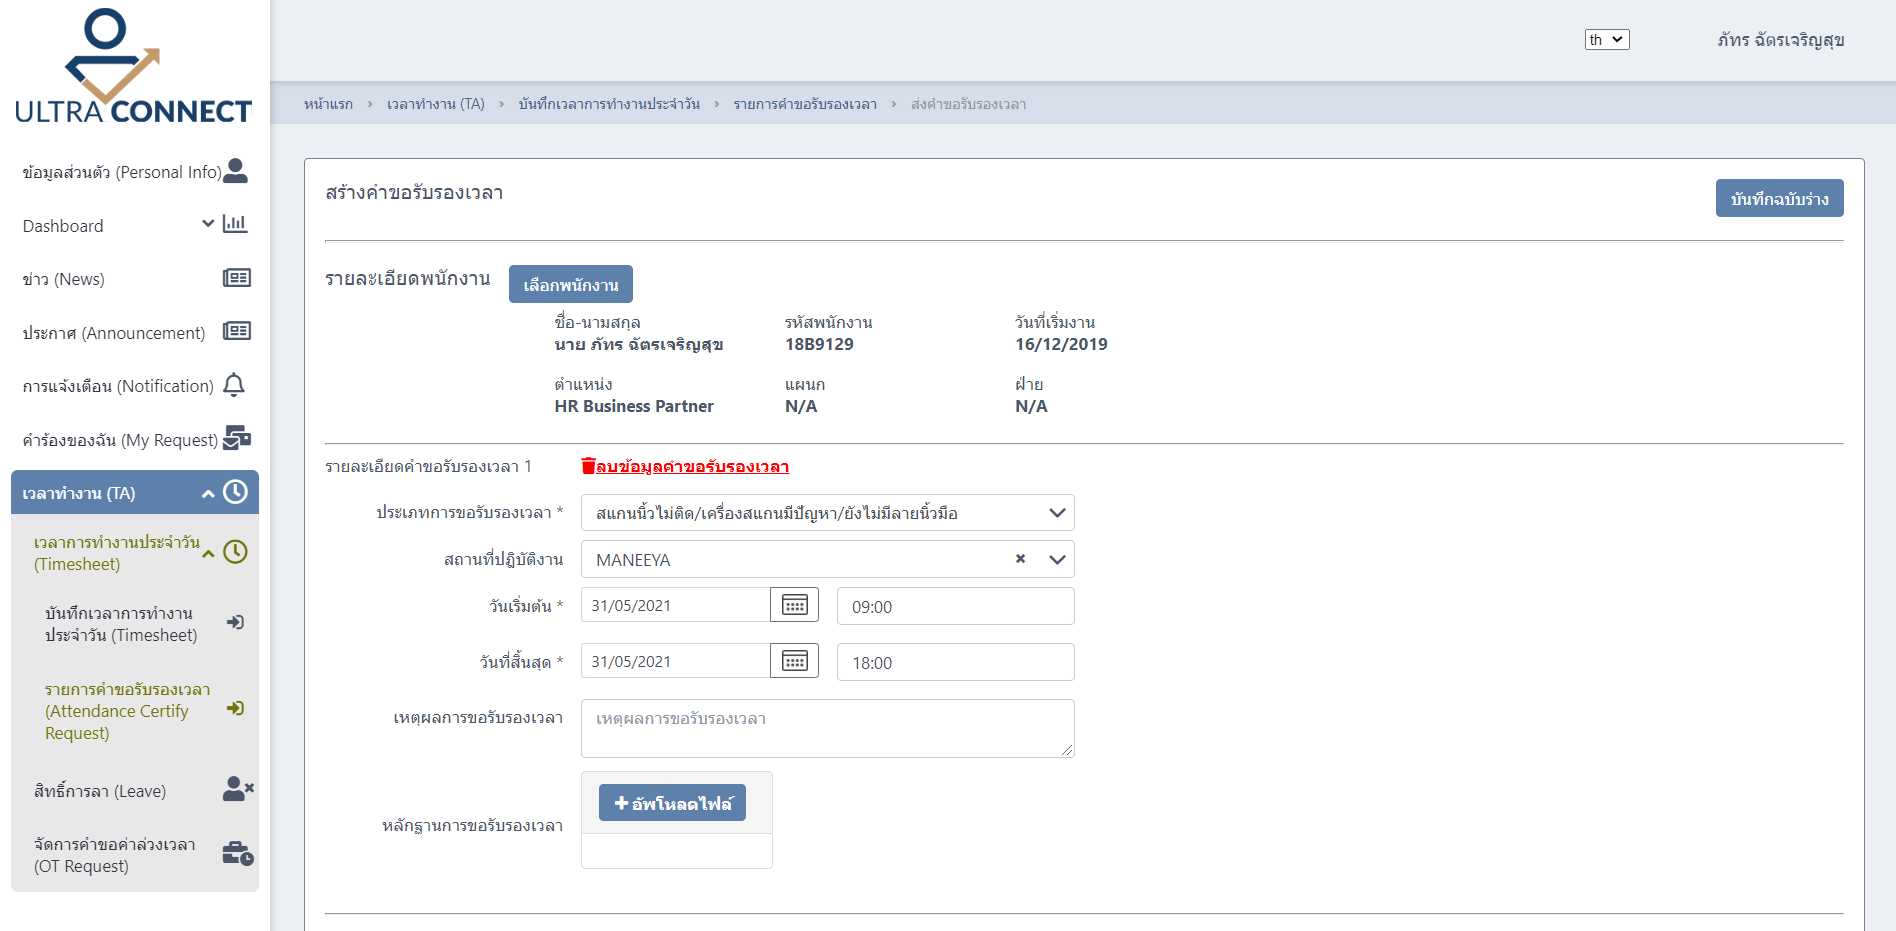 ULTRA CONNECT
th
ภัทร ฉัตรเจริญสุข
หน้าแรก › เวลาทำงาน (TA) › บันทึกเวลาการทำงานประจำวัน › รายการคำขอรับรองเวลา › ส่งคำขอรับรองเวลา
ข้อมูลส่วนตัว (Personal Info)
Dashboard
ข่าว (News)
ประกาศ (Announcement)
การแจ้งเตือน (Notification)
คำร้องของฉัน (My Request)
เวลาทำงาน (TA)
เวลาการทำงานประจำวัน
(Timesheet)
บันทึกเวลาการทำงาน
ประจำวัน (Timesheet)
รายการคำขอรับรองเวลา
(Attendance Certify
Request)
สิทธิ์การลา (Leave)
จัดการคำขอค่าล่วงเวลา
(OT Request)
สร้างคำขอรับรองเวลา
บันทึกฉบับร่าง
รายละเอียดพนักงาน
เลือกพนักงาน
ชื่อ-นามสกุล รหัสพนักงาน วันที่เริ่มงาน
นาย ภัทร ฉัตรเจริญสุข 18B9129 16/12/2019
ตำแหน่ง แผนก ฝ่าย
HR Business Partner N/A N/A
รายละเอียดคำขอรับรองเวลา 1 ลบข้อมูลคำขอรับรองเวลา
ประเภทการขอรับรองเวลา * สแกนนิ้วไม่ติด/เครื่องสแกนมีปัญหา/ยังไม่มีลายนิ้วมือ
สถานที่ปฎิบัติงาน MANEEYA
วันเริ่มต้น * 31/05/2021 09:00
วันที่สิ้นสุด * 31/05/2021 18:00
เหตุผลการขอรับรองเวลา เหตุผลการขอรับรองเวลา
หลักฐานการขอรับรองเวลา
อัพโหลดไฟล์